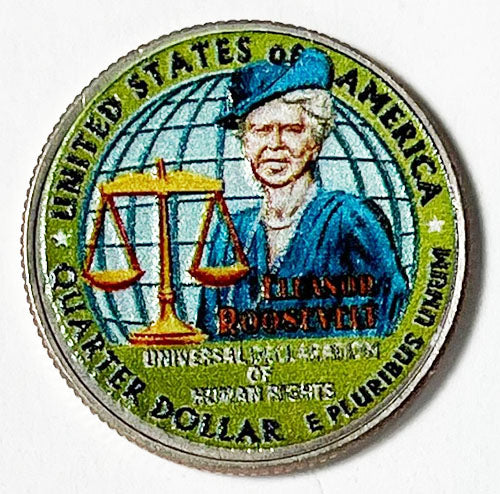 UNITED STATES OF AMERICA
ELEANOR
ROOSEVELT
UNIVERSAL DECLARATION
OF
HUMAN RIGHTS
QUARTER DOLLAR
E PLURIBUS UNUM